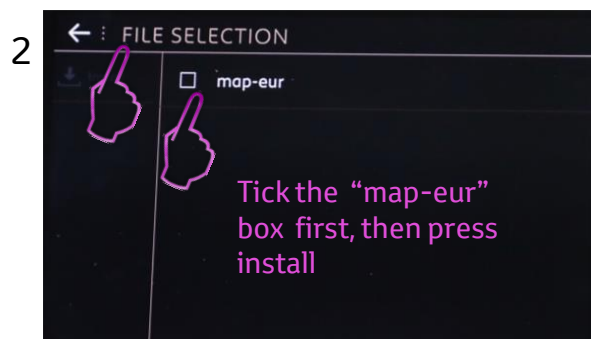 2
FILE SELECTION
map-eur
Tick the “map-eur”
box first, then press
install